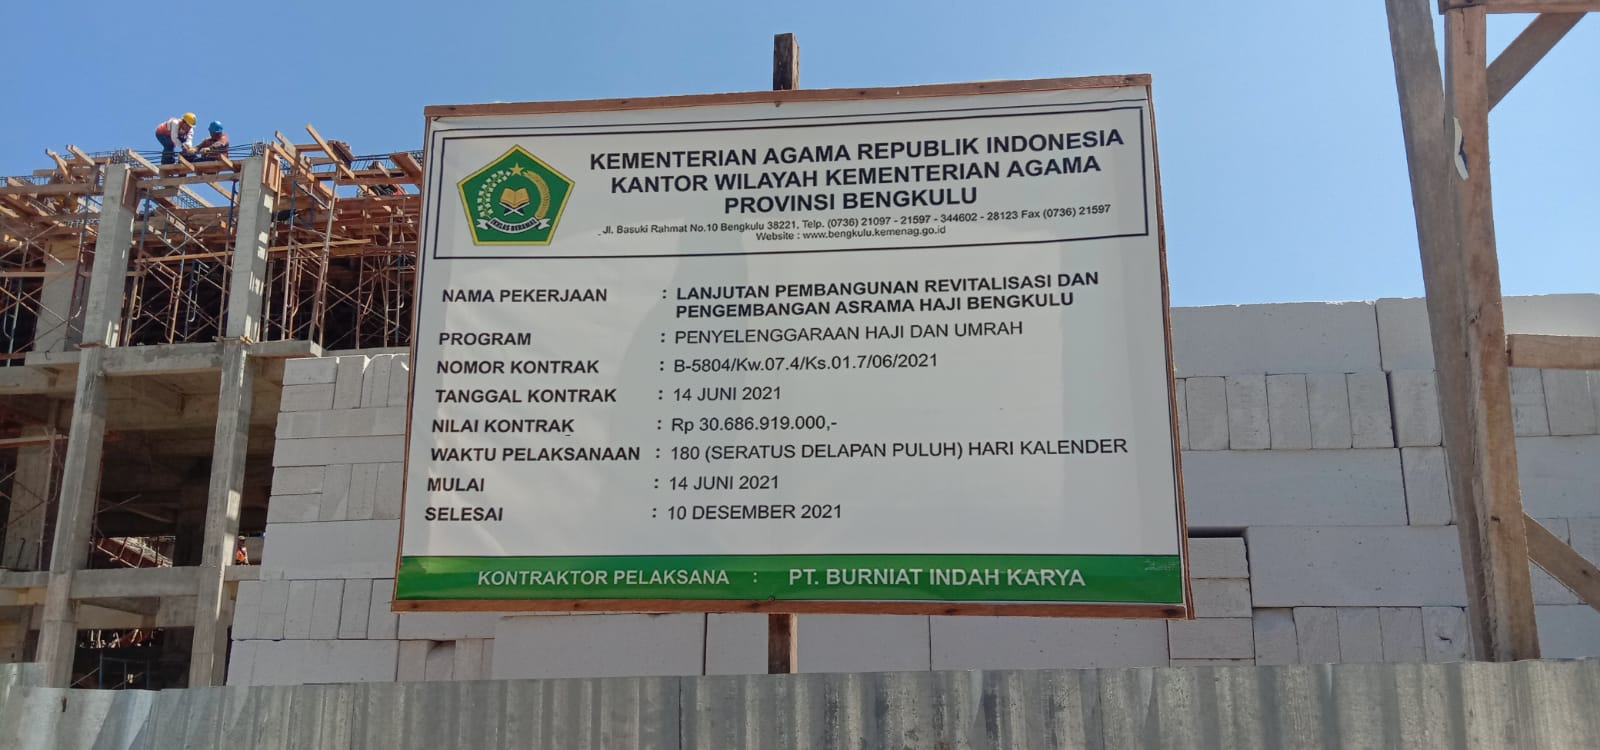 KEMENTERIAN AGAMA REPUBLIK INDONESIA
KANTOR WILAYAH KEMENTERIAN AGAMA
PROVINSI BENGKULU
Jl. Basuki Rahmat No.10 Bengkulu 38221, Telp. (0736) 21097 - 21597 - 344602 - 28123 Fax (0736) 21597
Website : www.bengkulu.kemenag.go.id
IKHLAS BERAMAL
NAMA PEKERJAAN : LANJUTAN PEMBANGUNAN REVITALISASI DAN
PENGEMBANGAN ASRAMA HAJI BENGKULU
PROGRAM : PENYELENGGARAAN HAJI DAN UMRAH
NOMOR KONTRAK : B-5804/Kw.07.4/Ks.01.7/06/2021
TANGGAL KONTRAK : 14 JUNI 2021
NILAI KONTRAK : Rp 30.686.919.000,-
WAKTU PELAKSANAAN : 180 (SERATUS DELAPAN PULUH) HARI KALENDER
MULAI : 14 JUNI 2021
SELESAI : 10 DESEMBER 2021
KONTRAKTOR PELAKSANA : PT. BURNIAT INDAH KARYA